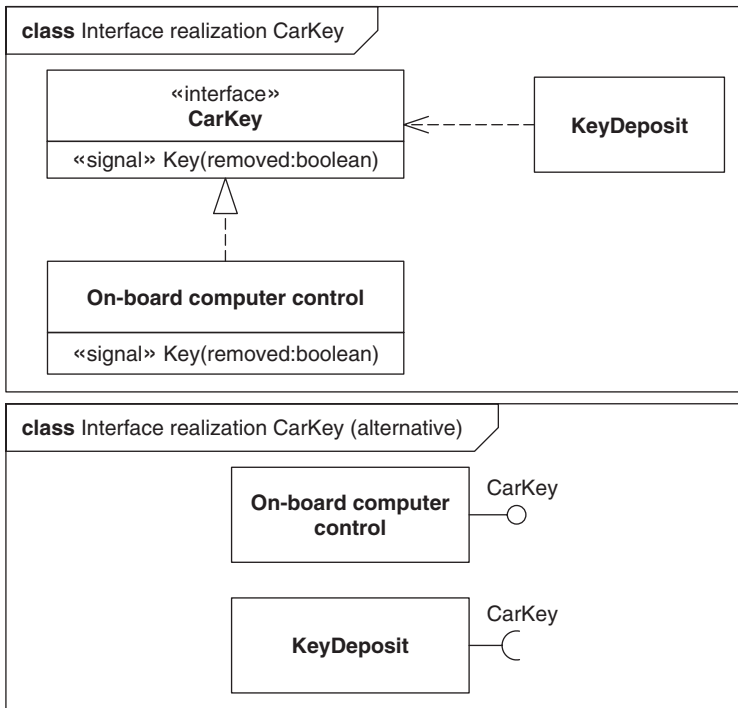 class Interface realization CarKey
«interface»
CarKey
«signal» Key(removed:boolean)
KeyDeposit
On-board computer control
«signal» Key(removed:boolean)
class Interface realization CarKey (alternative)
On-board computer
control
CarKey
KeyDeposit
CarKey